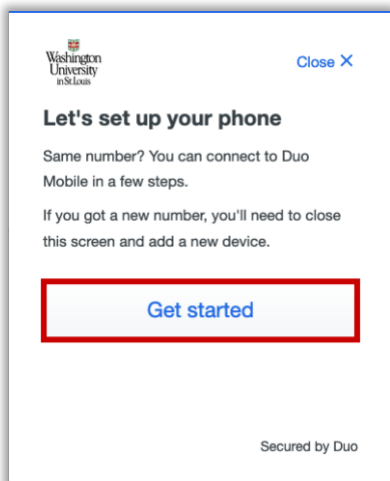 Washington
University
in St. Louis
Close ✕
Let's set up your phone
Same number? You can connect to Duo
Mobile in a few steps.
If you got a new number, you'll need to close
this screen and add a new device.
Get started
Secured by Duo